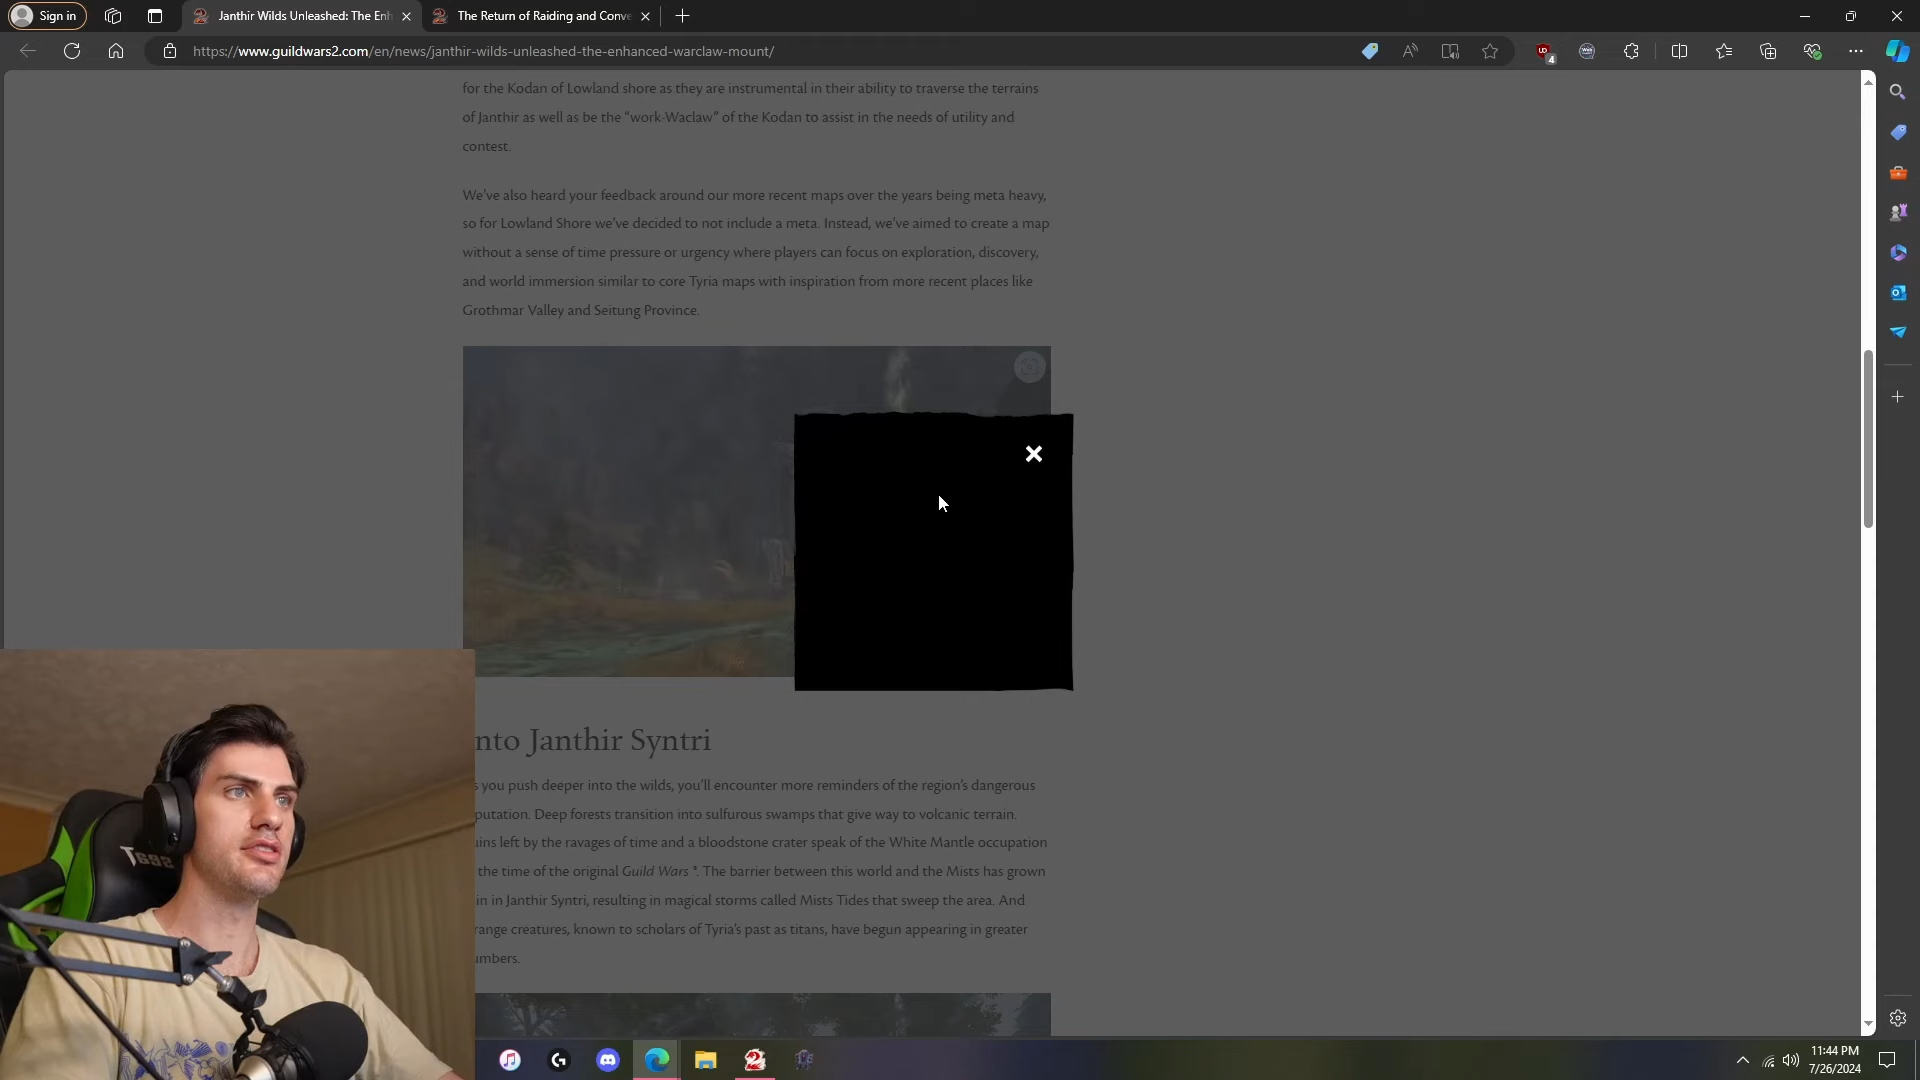 Sign in
Janthir Wilds Unleashed: The Enh
The Return of Raiding and Conve
https://www.guildwars2.com/en/news/janthir-wilds-unleashed-the-enhanced-warclaw-mount/
4
for the Kodan of Lowland shore as they are instrumental in their ability to traverse the terrains
of Janthir as well as be the “work-Waclaw” of the Kodan to assist in the needs of utility and
contest.
We’ve also heard your feedback around our more recent maps over the years being meta heavy,
so for Lowland Shore we’ve decided to not include a meta. Instead, we’ve aimed to create a map
without a sense of time pressure or urgency where players can focus on exploration, discovery,
and world immersion similar to core Tyria maps with inspiration from more recent places like
Grothmar Valley and Seitung Province.
nto Janthir Syntri
s you push deeper into the wilds, you’ll encounter more reminders of the region’s dangerous
putation. Deep forests transition into sulfurous swamps that give way to volcanic terrain.
uins left by the ravages of time and a bloodstone crater speak of the White Mantle occupation
the time of the original Guild Wars ®. The barrier between this world and the Mists has grown
in in Janthir Syntri, resulting in magical storms called Mists Tides that sweep the area. And
range creatures, known to scholars of Tyria’s past as titans, have begun appearing in greater
umbers.
11:44 PM
7/26/2024